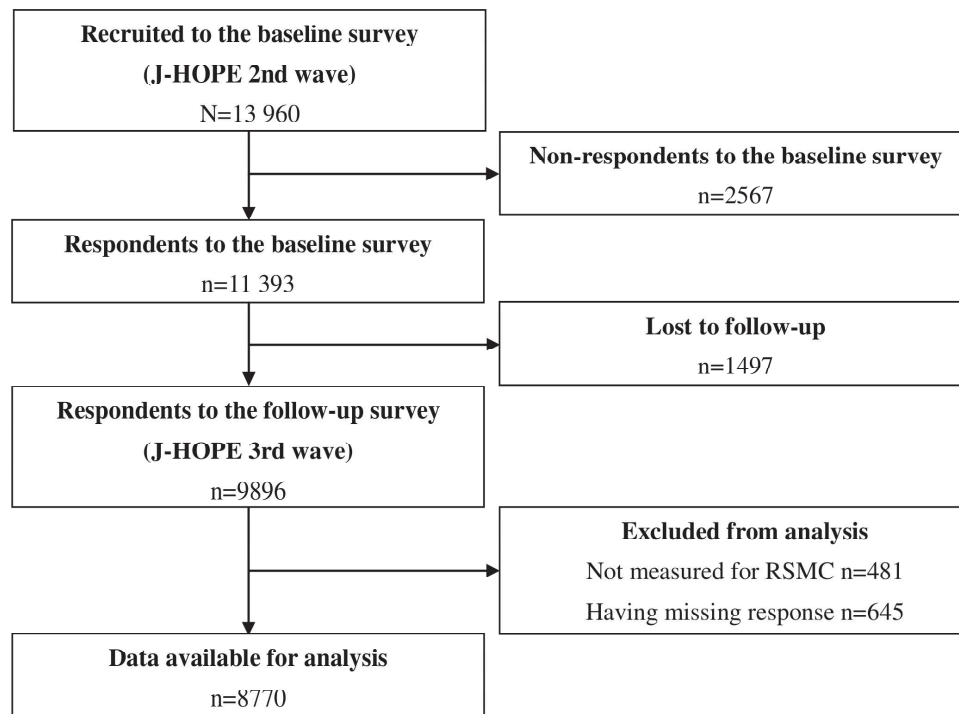 Recruited to the baseline survey
(J-HOPE 2nd wave)
N=13 960
Non-respondents to the baseline survey
n=2567
Respondents to the baseline survey
n=11 393
Lost to follow-up
n=1497
Respondents to the follow-up survey
(J-HOPE 3rd wave)
n=9896
Excluded from analysis
Not measured for RSMC n=481
Having missing response n=645
Data available for analysis
n=8770